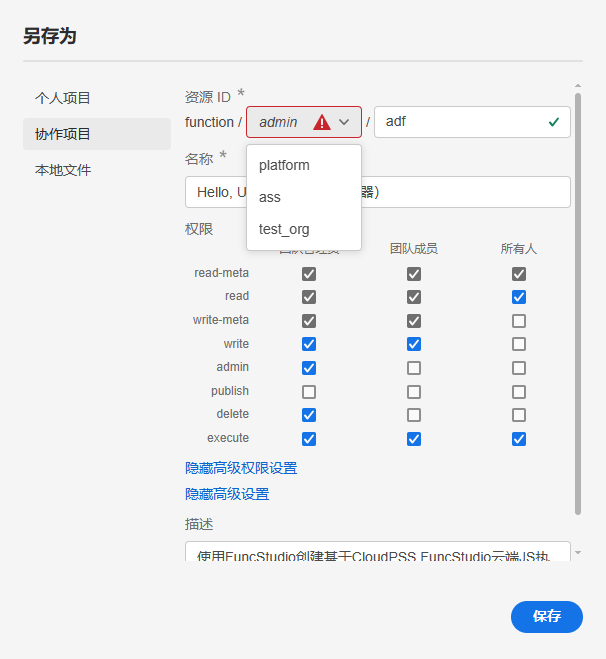 另存为
个人项目
协作项目
本地文件
资源 ID *
function / admin / adf
platform
ass
test_org
名称 *
Hello, U 器）
权限
团队管理员 团队成员 所有人
read-meta
read
write-meta
write
admin
publish
delete
execute
隐藏高级权限设置
隐藏高级设置
描述
使用FuncStudio创建基于CloudPSS FuncStudio云端JS执
保存